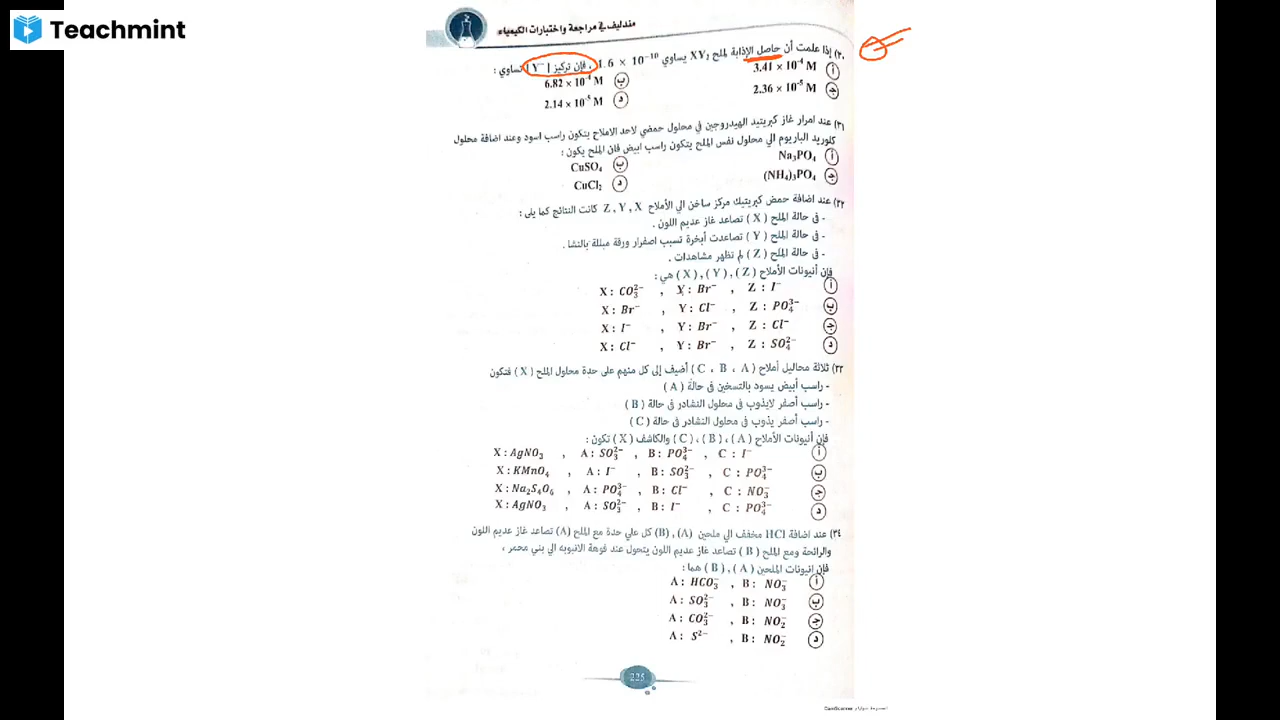 Teachmint
مندليف في مراجعة واختبارات الكيمياء
٣٠) إذا علمت أن حاصل الإذابة لملح XY₂ يساوي 1.6 × 10⁻¹⁰ ، فإن تركيز [ Y⁻ ] تساوي :
أ 3.41 × 10⁻⁴ M ب 6.82 × 10⁻⁴ M
ج 2.36 × 10⁻⁵ M د 2.14 × 10⁻⁵ M
٣١) عند امرار غاز كبريتيد الهيدروجين في محلول حمضي لاحد الاملاح يتكون راسب اسود وعند اضافة محلول
كلوريد الباريوم الي محلول نفس الملح يتكون راسب ابيض فان الملح يكون :
أ Na₃PO₄ ب CuSO₄
ج (NH₄)₃PO₄ د CuCl₂
٣٢) عند اضافة حمض كبريتيك مركز ساخن الي الأملاح Z , Y , X كانت النتائج كما يلى :
- فى حالة الملح ( X ) تصاعد غاز عديم اللون .
- فى حالة الملح ( Y ) تصاعدت أبخرة تسبب اصفرار ورقة مبللة بالنشا .
- فى حالة الملح ( Z ) لم تظهر مشاهدات .
فإن أنيونات الأملاح ( Z ) , ( Y ) , ( X ) هي :
أ X : CO₃²⁻ , Y : Br⁻ , Z : I⁻
ب X : Br⁻ , Y : Cl⁻ , Z : PO₄³⁻
ج X : I⁻ , Y : Br⁻ , Z : Cl⁻
د X : Cl⁻ , Y : Br⁻ , Z : SO₄²⁻
٣٣) ثلاثة محاليل أملاح ( C ، B ، A ) أضيف إلى كل منهم على حدة محلول الملح ( X ) فتكون
- راسب أبيض يسود بالتسخين فى حالة ( A )
- راسب أصفر لايذوب فى محلول النشادر فى حالة ( B )
- راسب أصفر يذوب فى محلول النشادر فى حالة ( C )
فإن أنيونات الأملاح ( A ) ، ( B ) ، ( C ) والكاشف ( X ) تكون :
أ X : AgNO₃ , A : SO₃²⁻ , B : PO₄³⁻ , C : I⁻
ب X : KMnO₄ , A : I⁻ , B : SO₃²⁻ , C : PO₄³⁻
ج X : Na₂S₄O₆ , A : PO₄³⁻ , B : Cl⁻ , C : NO₃⁻
د X : AgNO₃ , A : SO₃²⁻ , B : I⁻ , C : PO₄³⁻
٣٤) عند اضافة HCl مخفف الي ملحين (A) , (B) كل علي حدة مع الملح (A) تصاعد غاز عديم اللون
والرائحة ومع الملح ( B ) تصاعد غاز عديم اللون يتحول عند فوهة الانبوبه الي بني محمر ,
فإن انيونات الملحين ( A ) , ( B ) هما :
أ A : HCO₃⁻ , B : NO₃⁻
ب A : SO₃²⁻ , B : NO₃⁻
ج A : CO₃²⁻ , B : NO₂⁻
د A : S²⁻ , B : NO₂⁻
225
CamScanner